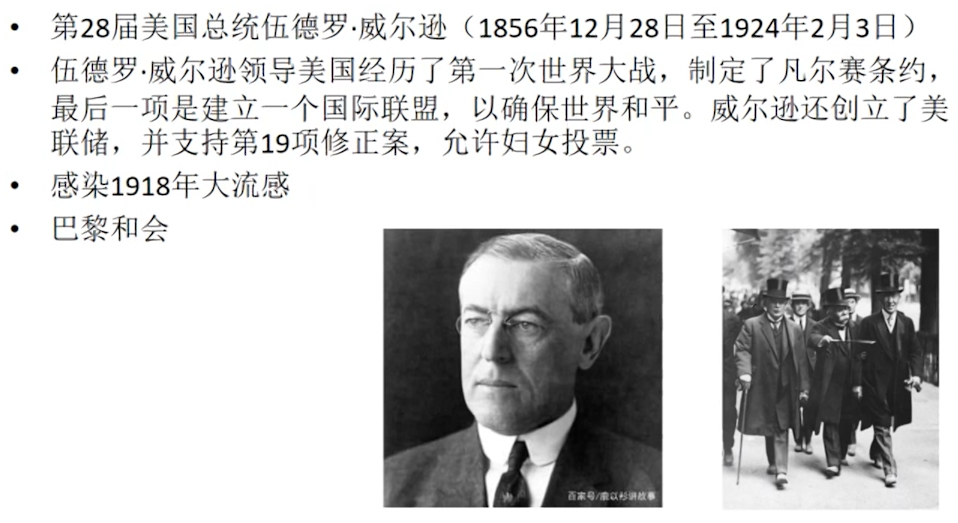 • 第28届美国总统伍德罗·威尔逊（1856年12月28日至1924年2月3日）
• 伍德罗·威尔逊领导美国经历了第一次世界大战，制定了凡尔赛条约，
最后一项是建立一个国际联盟，以确保世界和平。威尔逊还创立了美
联储，并支持第19项修正案，允许妇女投票。
• 感染1918年大流感
• 巴黎和会
百家号/鹿以衫讲故事